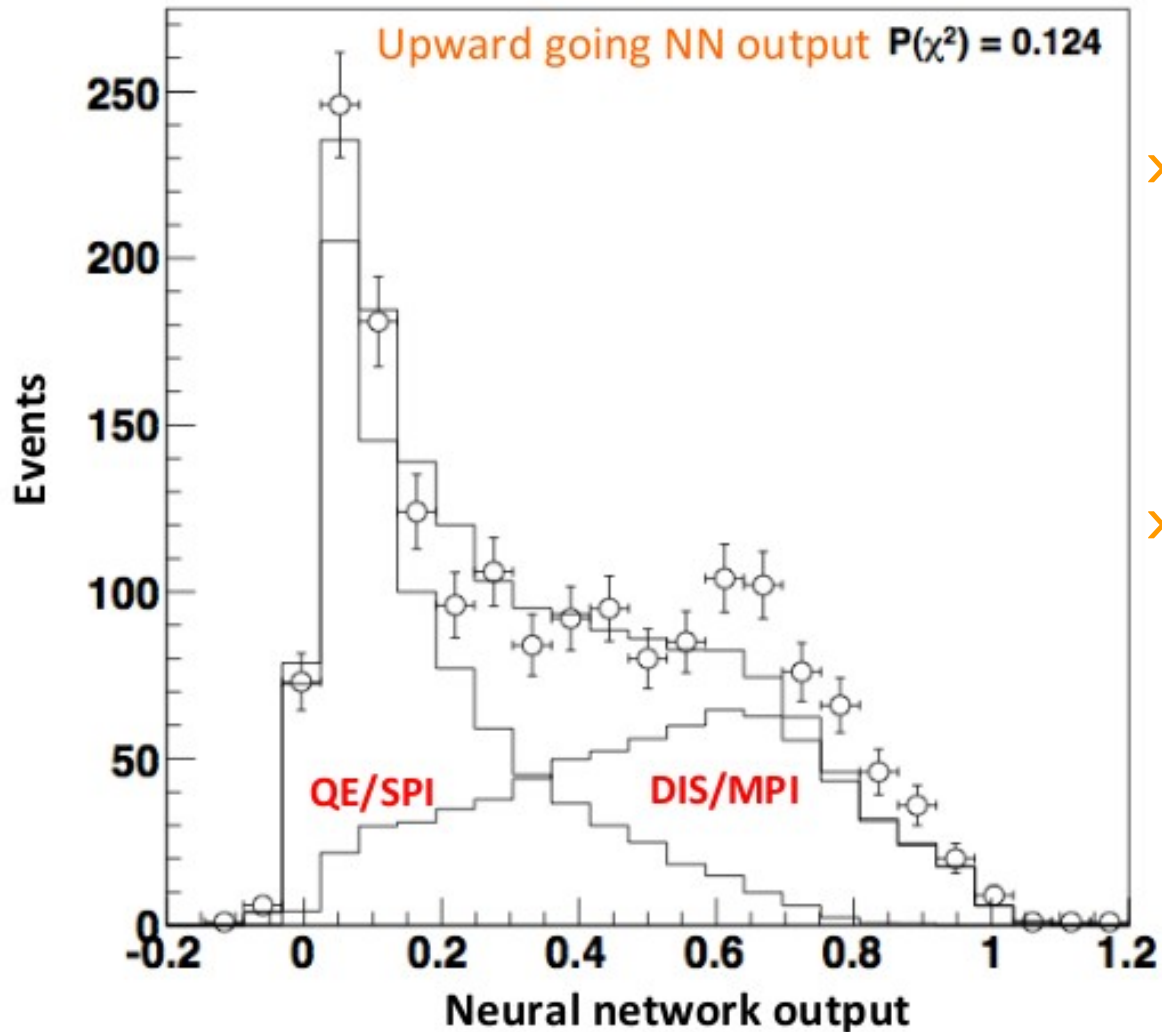 Upward going NN output P(χ²) = 0.124
250
200
150
100
50
0
Events
QE/SPI
DIS/MPI
-0.2 0 0.2 0.4 0.6 0.8 1 1.2
Neural network output